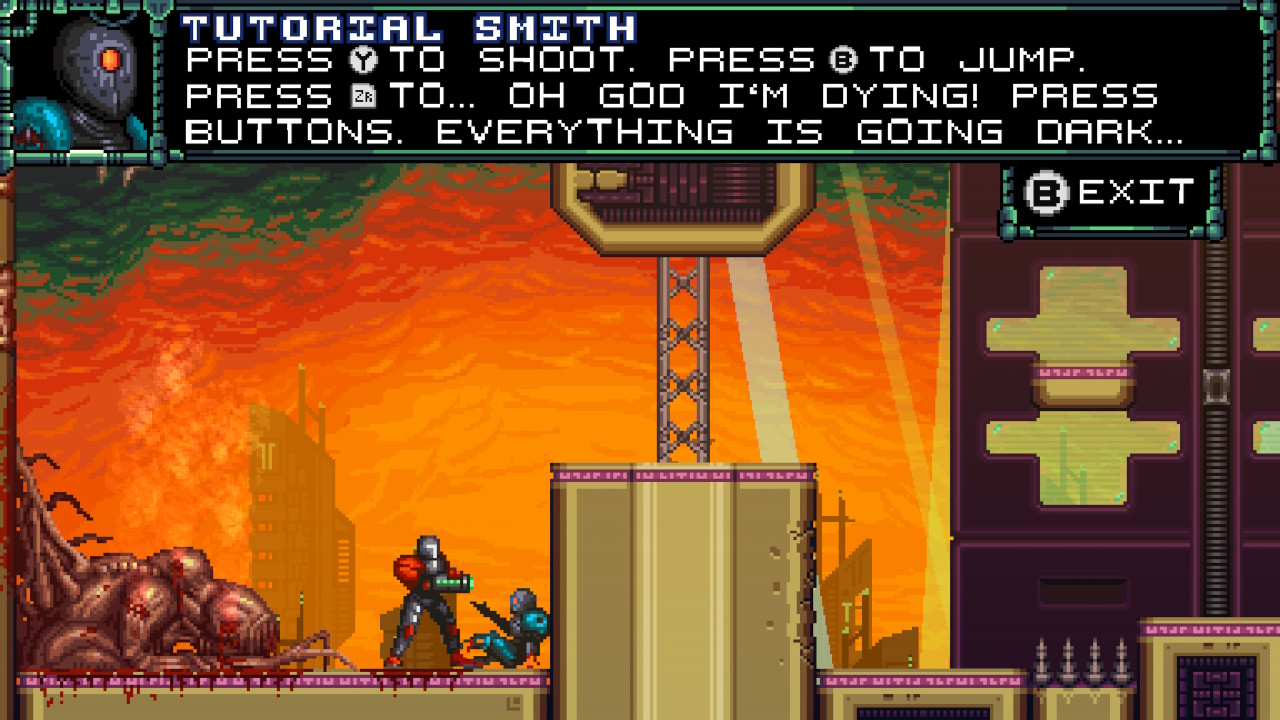 TUTORIAL SMITH
PRESS Y TO SHOOT. PRESS B TO JUMP.
PRESS ZR TO... OH GOD I'M DYING! PRESS
BUTTONS. EVERYTHING IS GOING DARK...
B EXIT